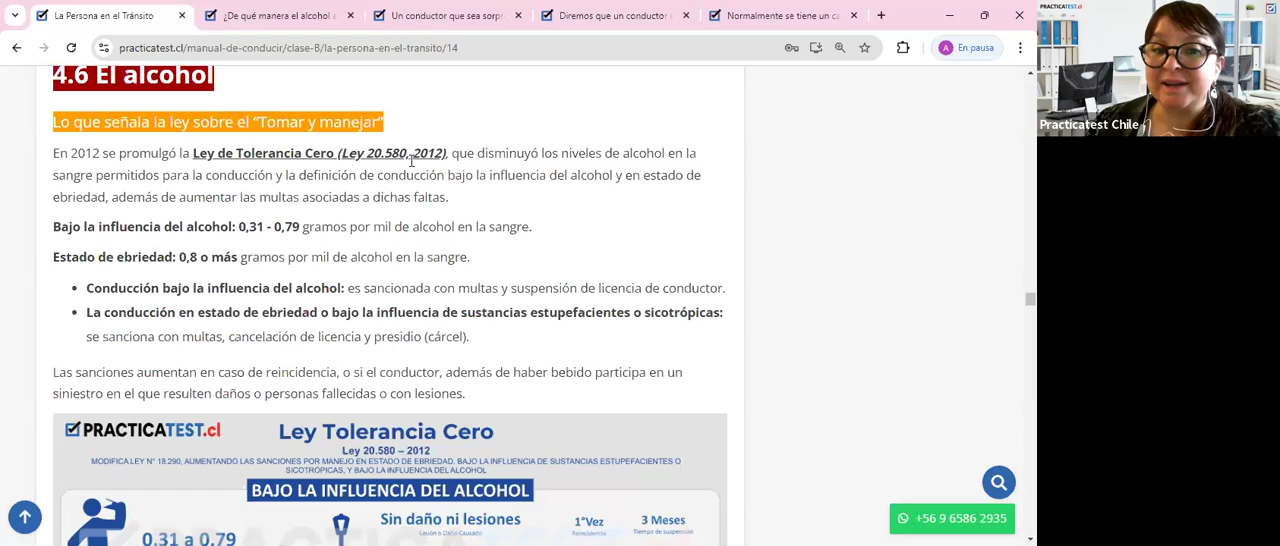 La Persona en el Tránsito
¿De qué manera el alcohol a
Un conductor que sea sorpr
Diremos que un conductor e
Normalmente se tiene un ca
practicatest.cl/manual-de-conducir/clase-B/la-persona-en-el-transito/14
A En pausa
4.6 El alcohol
Lo que señala la ley sobre el “Tomar y manejar”
En 2012 se promulgó la Ley de Tolerancia Cero (Ley 20.580, 2012), que disminuyó los niveles de alcohol en la
sangre permitidos para la conducción y la definición de conducción bajo la influencia del alcohol y en estado de
ebriedad, además de aumentar las multas asociadas a dichas faltas.
Bajo la influencia del alcohol: 0,31 - 0,79 gramos por mil de alcohol en la sangre.
Estado de ebriedad: 0,8 o más gramos por mil de alcohol en la sangre.
• Conducción bajo la influencia del alcohol: es sancionada con multas y suspensión de licencia de conductor.
• La conducción en estado de ebriedad o bajo la influencia de sustancias estupefacientes o sicotrópicas:
se sanciona con multas, cancelación de licencia y presidio (cárcel).
Las sanciones aumentan en caso de reincidencia, o si el conductor, además de haber bebido participa en un
siniestro en el que resulten daños o personas fallecidas o con lesiones.
PRACTICATEST.cl
Ley Tolerancia Cero
Ley 20.580 – 2012
MODIFICA LEY N° 18.290, AUMENTANDO LAS SANCIONES POR MANEJO EN ESTADO DE EBRIEDAD, BAJO LA INFLUENCIA DE SUSTANCIAS ESTUPEFACIENTES O
SICOTRÓPICAS, Y BAJO LA INFLUENCIA DEL ALCOHOL
BAJO LA INFLUENCIA DEL ALCOHOL
0,31 a 0,79
Sin daño ni lesiones
Lesión o Daño Causado
1°Vez
Reincidencia
3 Meses
Tiempo de suspensión
+56 9 6586 2935
PRACTICATEST.cl
Practicatest Chile